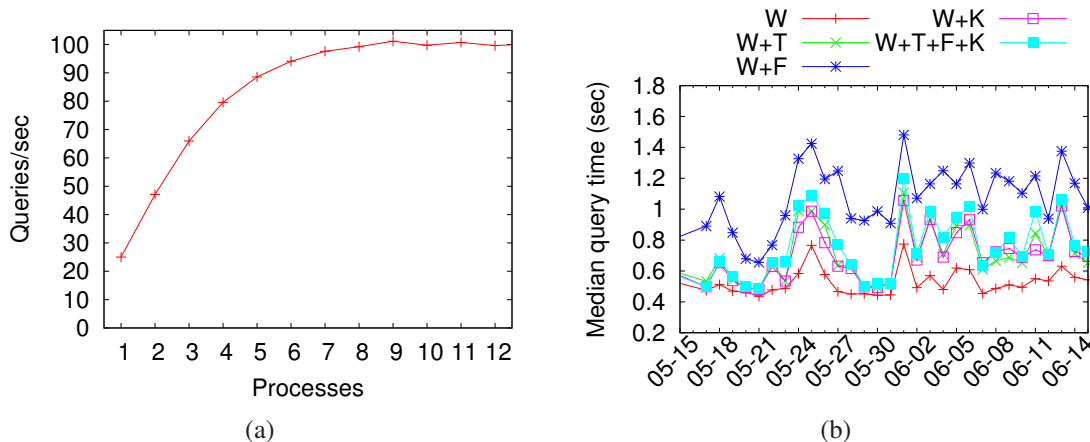 Queries/sec
100
90
80
70
60
50
40
30
20
10
0
1 2 3 4 5 6 7 8 9 10 11 12
Processes
(a)
W
W+T
W+F
W+K
W+T+F+K
Median query time (sec)
1.8
1.6
1.4
1.2
1
0.8
0.6
0.4
0.2
05-15 05-18 05-21 05-24 05-27 05-30 06-02 06-05 06-08 06-11 06-14
(b)